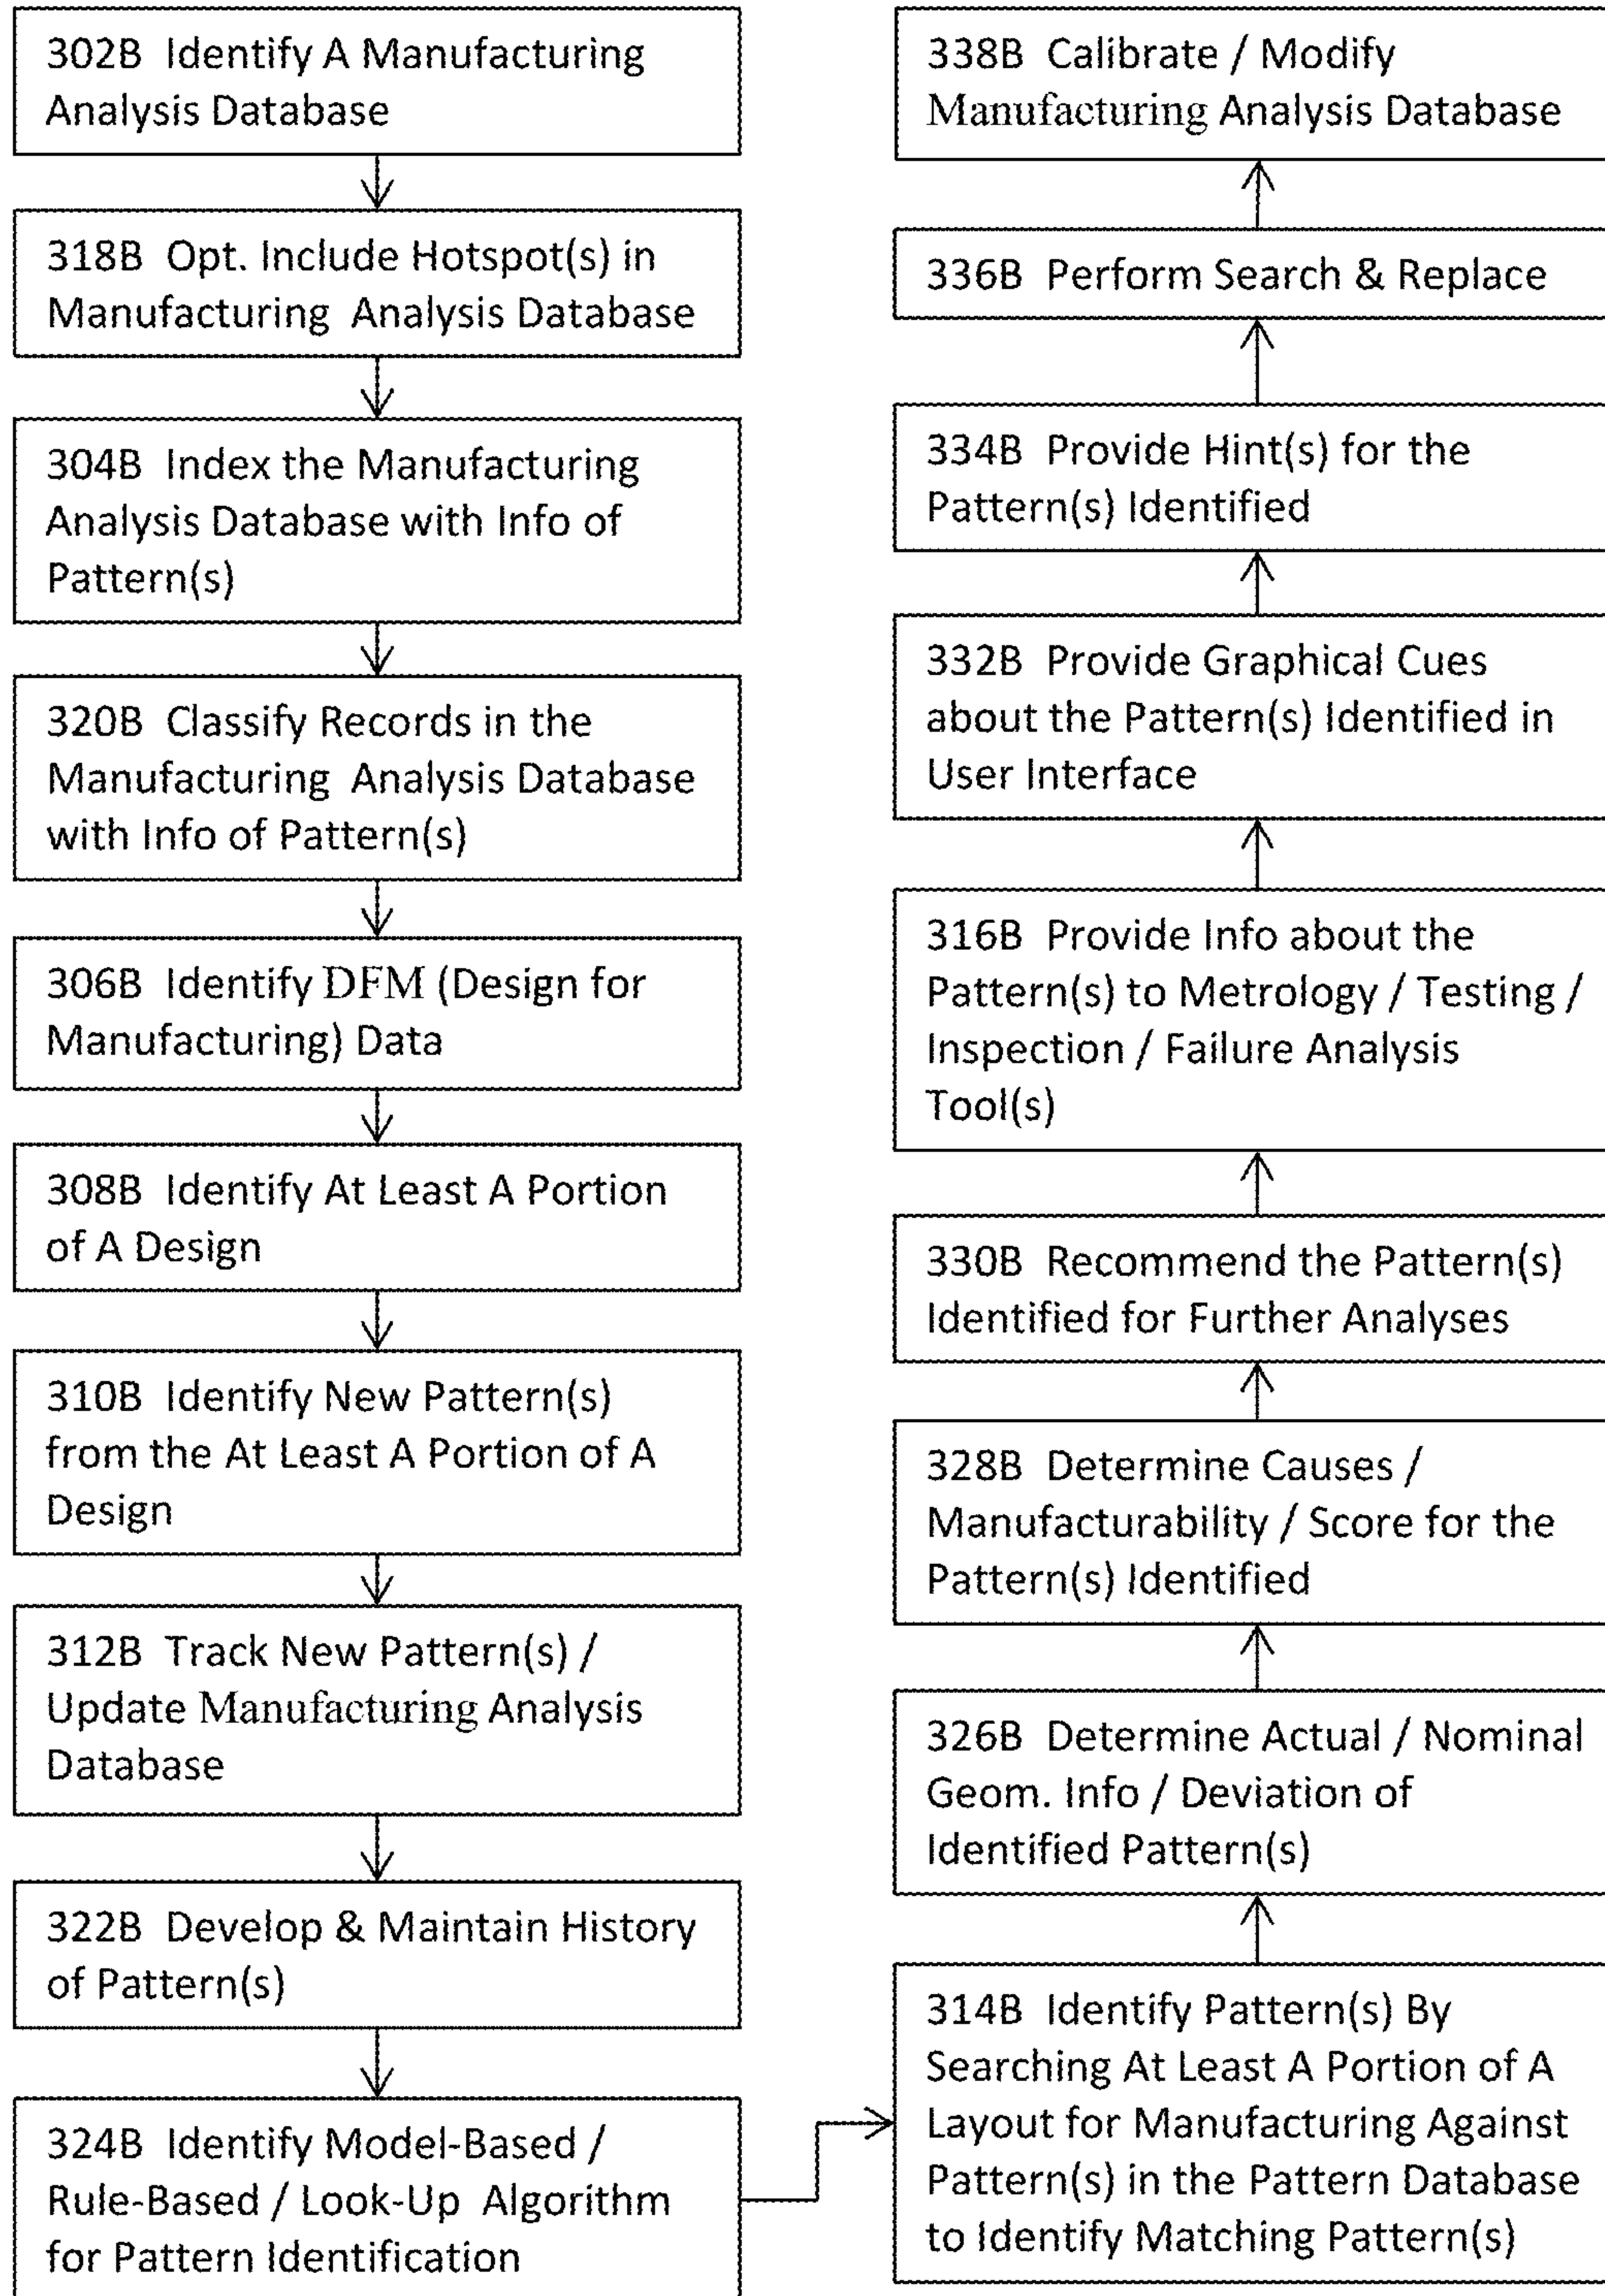 302B Identify A Manufacturing
Analysis Database
318B Opt. Include Hotspot(s) in
Manufacturing Analysis Database
304B Index the Manufacturing
Analysis Database with Info of
Pattern(s)
320B Classify Records in the
Manufacturing Analysis Database
with Info of Pattern(s)
306B Identify DFM (Design for
Manufacturing) Data
308B Identify At Least A Portion
of A Design
310B Identify New Pattern(s)
from the At Least A Portion of A
Design
312B Track New Pattern(s) /
Update Manufacturing Analysis
Database
322B Develop & Maintain History
of Pattern(s)
324B Identify Model-Based /
Rule-Based / Look-Up Algorithm
for Pattern Identification
314B Identify Pattern(s) By
Searching At Least A Portion of A
Layout for Manufacturing Against
Pattern(s) in the Pattern Database
to Identify Matching Pattern(s)
326B Determine Actual / Nominal
Geom. Info / Deviation of
Identified Pattern(s)
328B Determine Causes /
Manufacturability / Score for the
Pattern(s) Identified
330B Recommend the Pattern(s)
Identified for Further Analyses
316B Provide Info about the
Pattern(s) to Metrology / Testing /
Inspection / Failure Analysis
Tool(s)
332B Provide Graphical Cues
about the Pattern(s) Identified in
User Interface
334B Provide Hint(s) for the
Pattern(s) Identified
336B Perform Search & Replace
338B Calibrate / Modify
Manufacturing Analysis Database